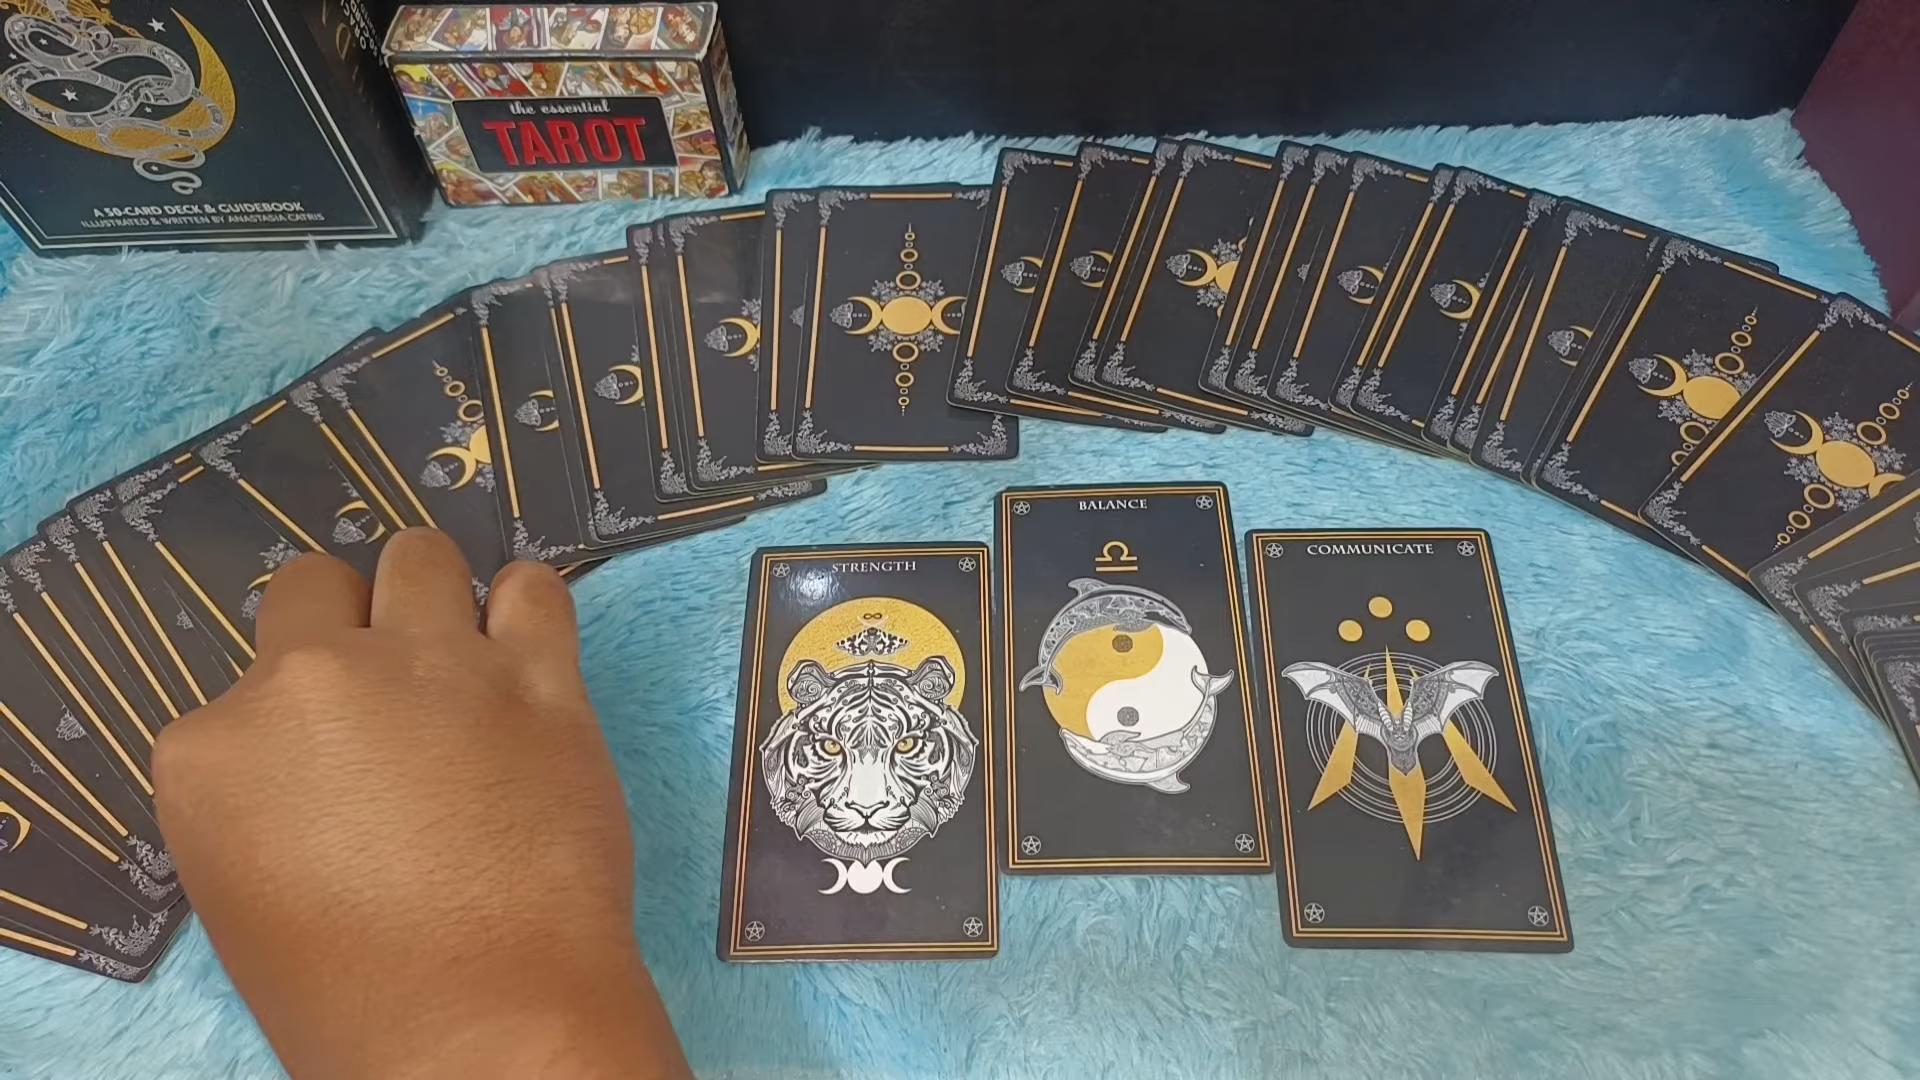 A 50-CARD DECK & GUIDEBOOK
ILLUSTRATED & WRITTEN BY ANASTASIA CATRIS
the essential
TAROT
STRENGTH
BALANCE
COMMUNICATE